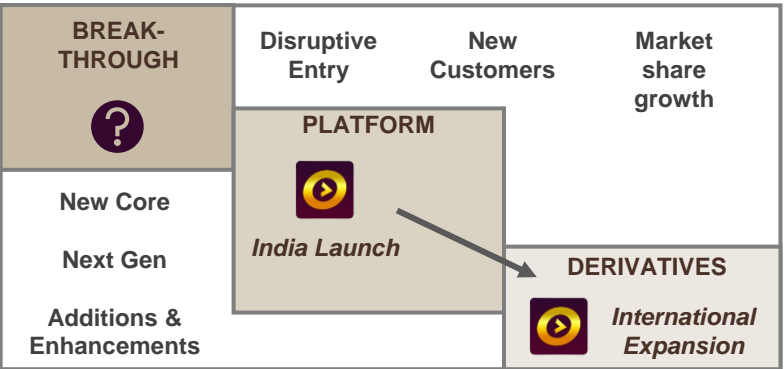 BREAK-
THROUGH
?
Disruptive
Entry
New
Customers
Market
share
growth
PLATFORM
India Launch
New Core
Next Gen
Additions &
Enhancements
DERIVATIVES
International
Expansion